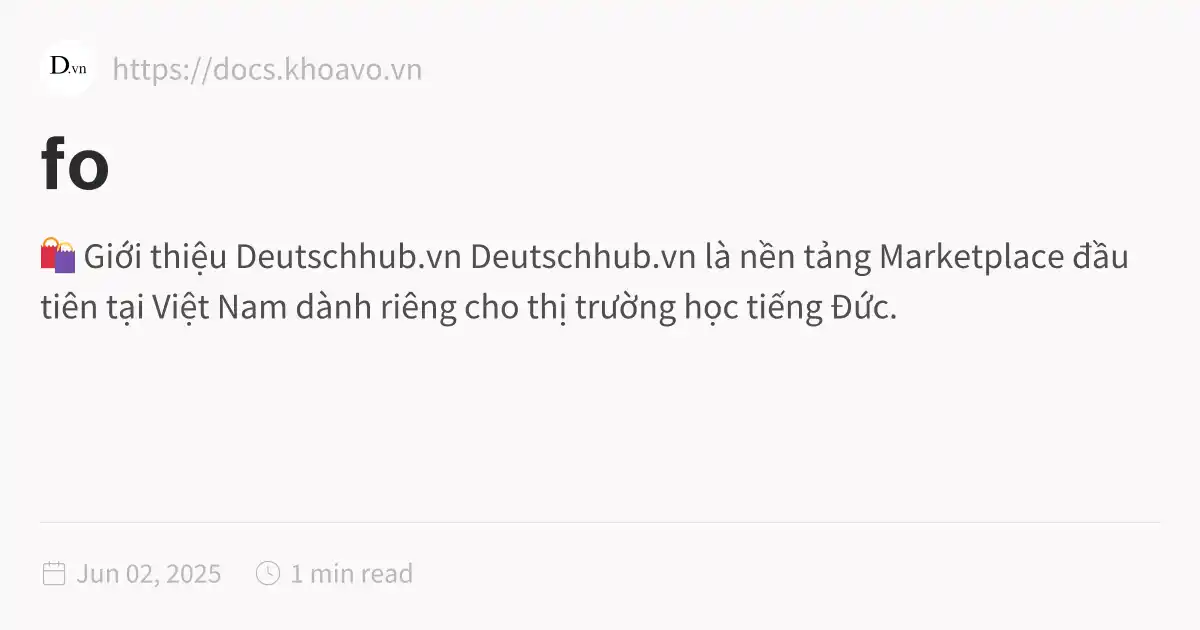 D.vn
https://docs.khoavo.vn
fo
🛍️ Giới thiệu Deutschhub.vn Deutschhub.vn là nền tảng Marketplace đầu
tiên tại Việt Nam dành riêng cho thị trường học tiếng Đức.
Jun 02, 2025
1 min read